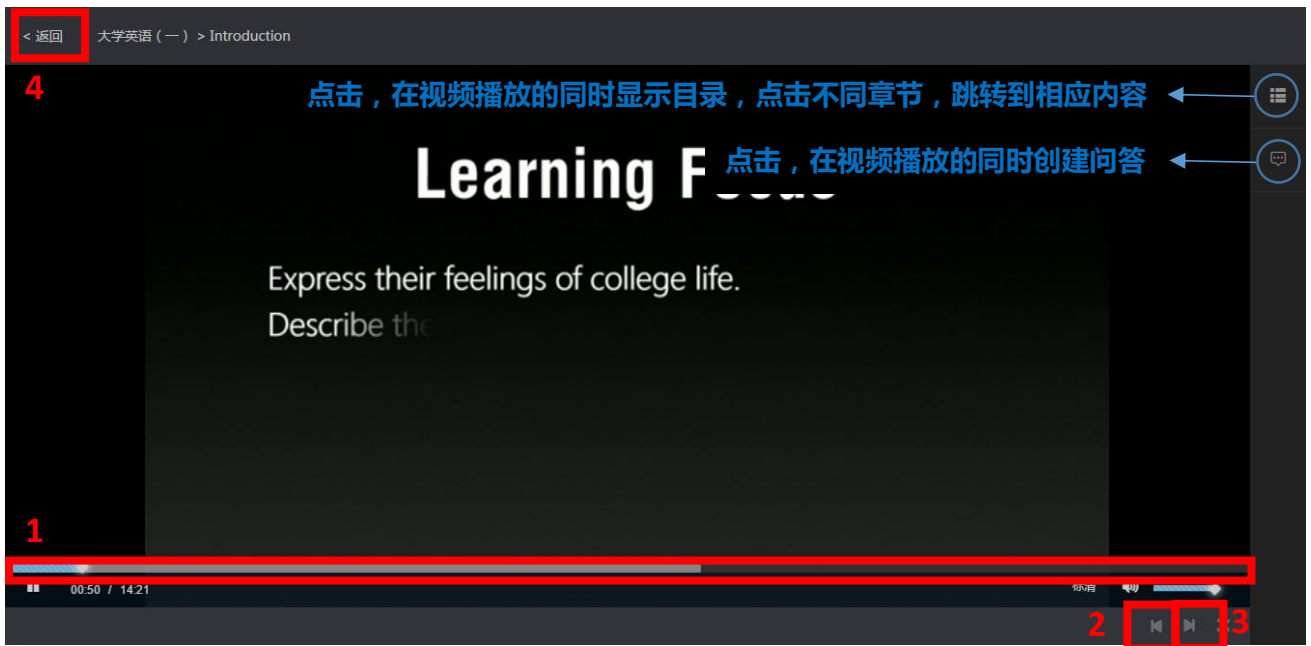 < 返回 大学英语 ( 一 ) > Introduction
4
点击，在视频播放的同时显示目录，点击不同章节，跳转到相应内容
点击，在视频播放的同时创建问答
Learning
Express their feelings of college life.
Describe the
1
00:50 / 14:21
标清
2
3